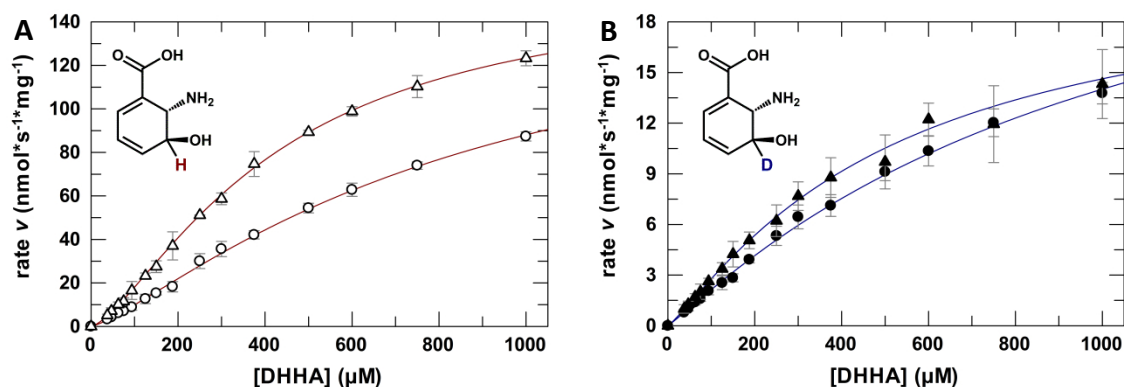 A
140
120
100
80
60
40
20
0
rate v (nmol*s⁻¹*mg⁻¹)
O
OH
NH₂
OH
H
0 200 400 600 800 1000
[DHHA] (µM)
B
18
15
12
9
6
3
0
rate v (nmol*s⁻¹*mg⁻¹)
O
OH
NH₂
OH
D
0 200 400 600 800 1000
[DHHA] (µM)